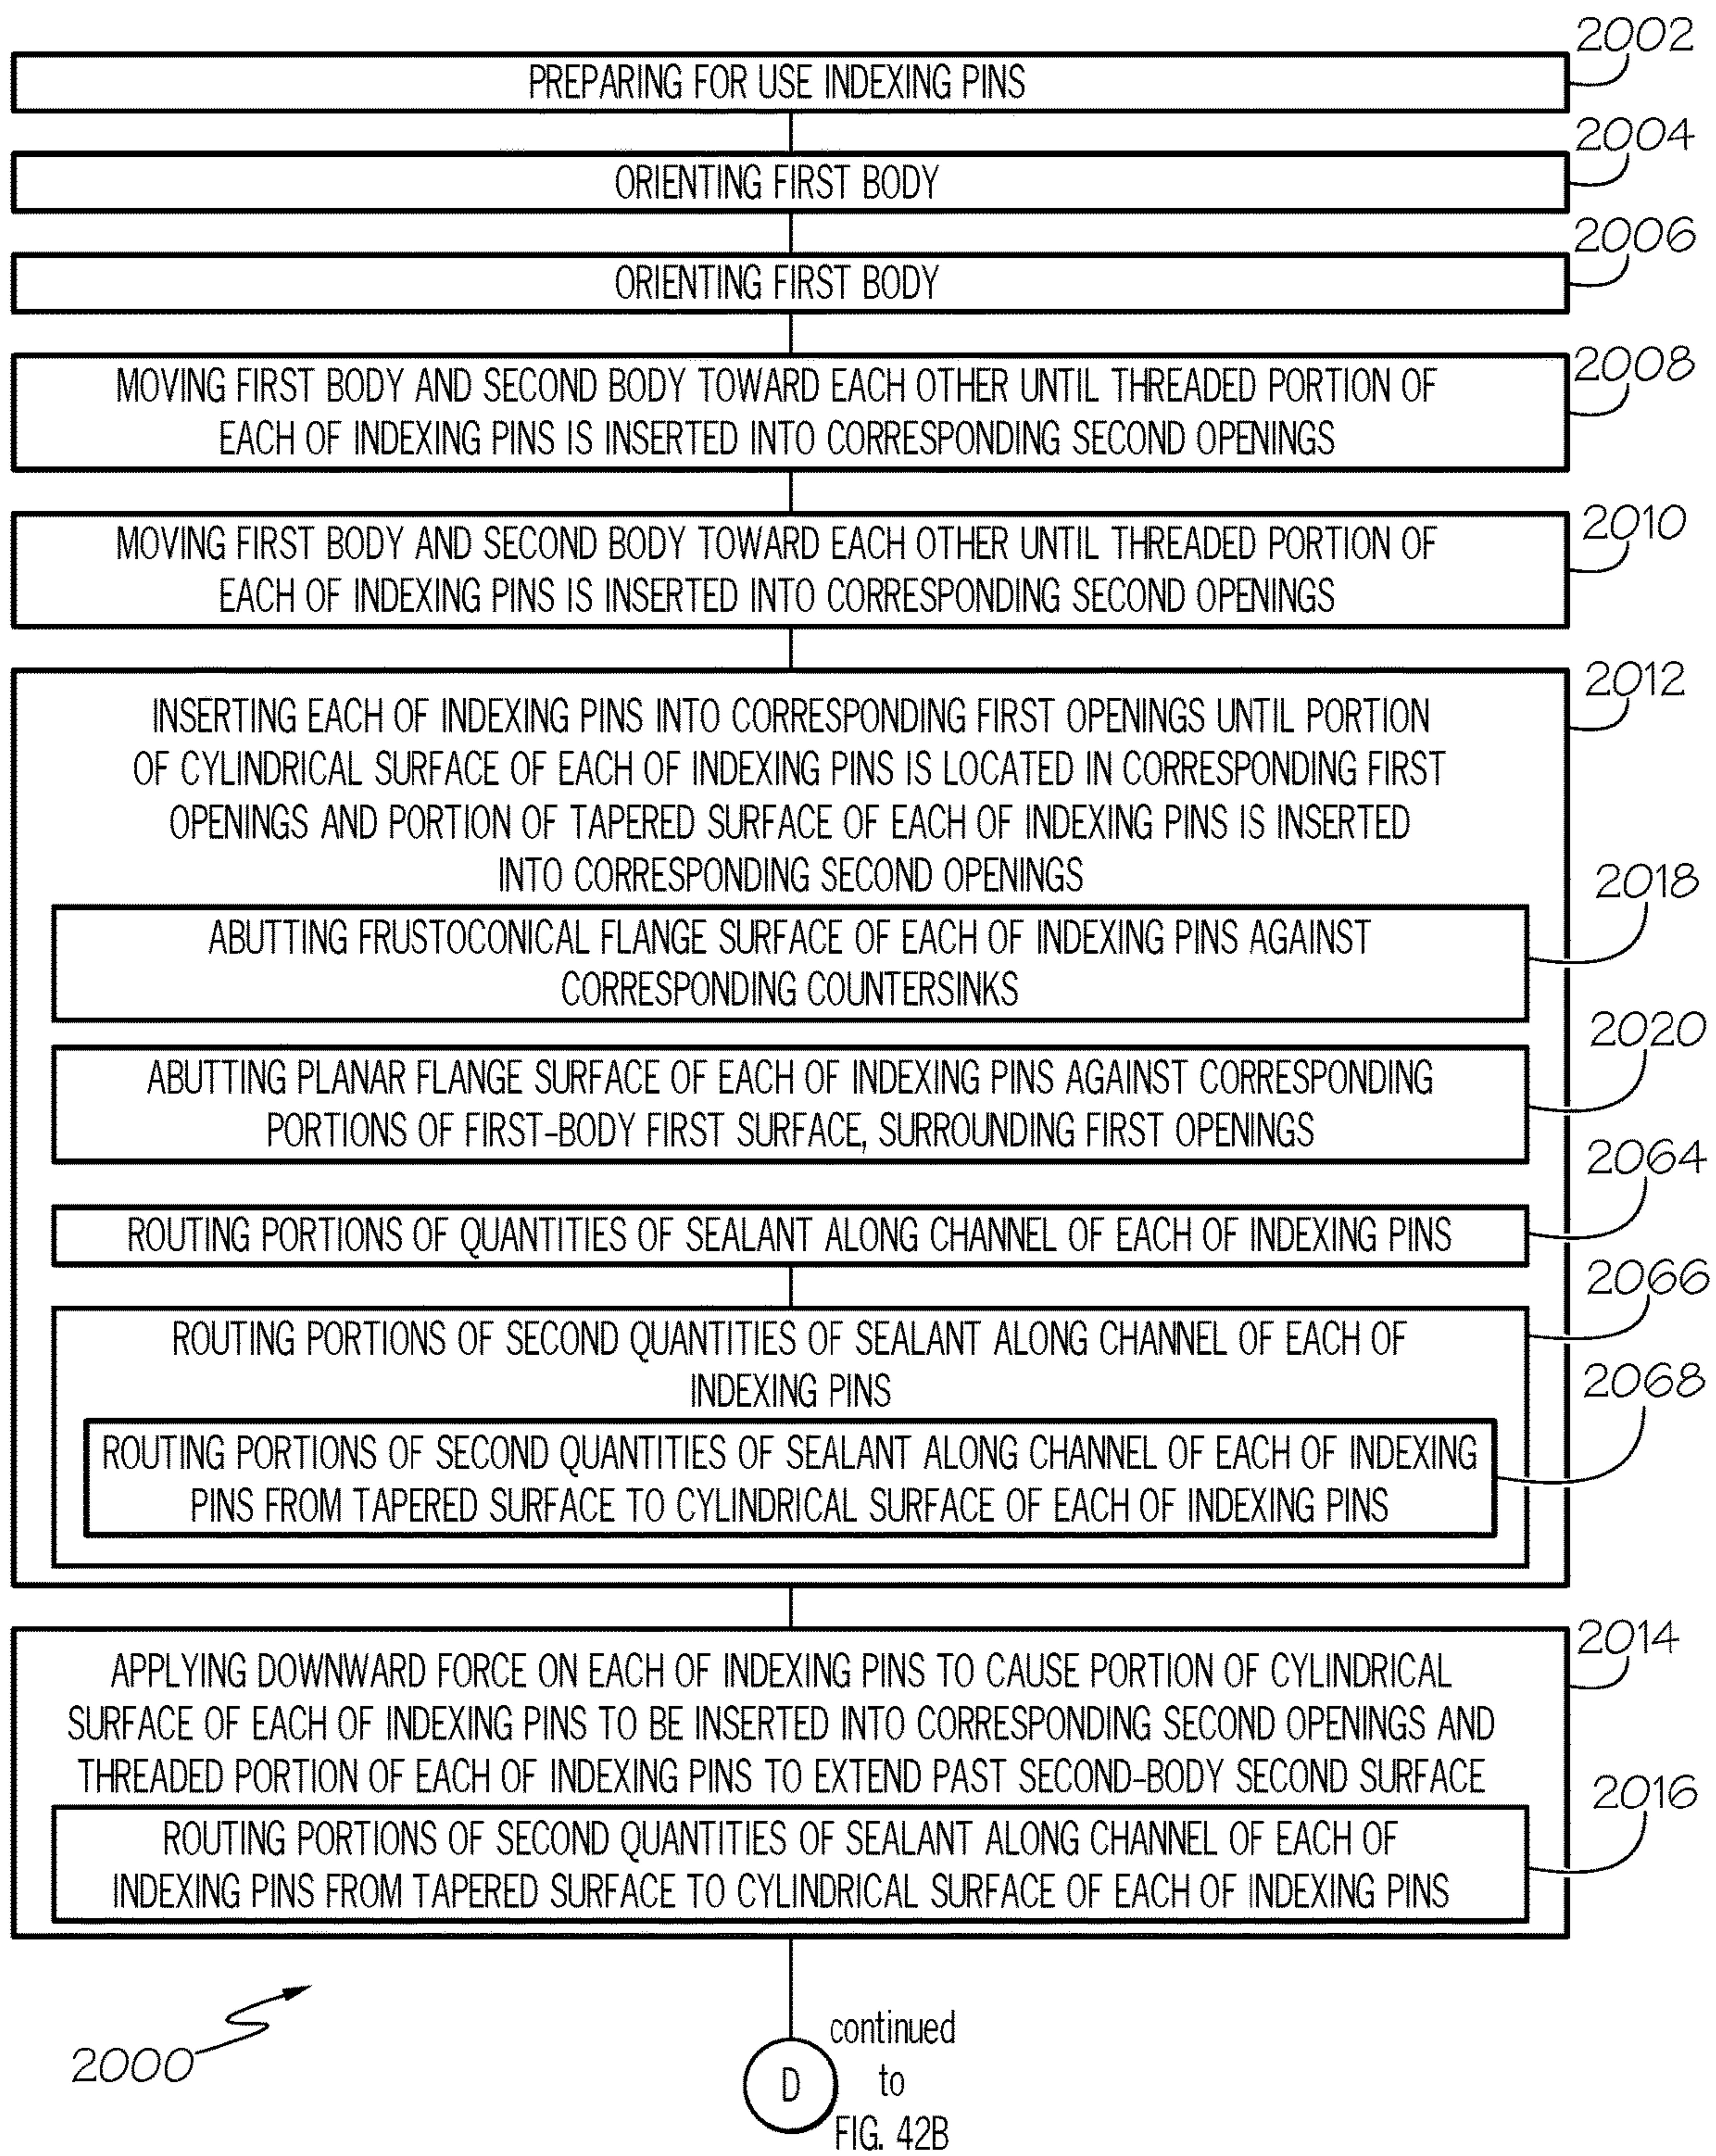 2002
PREPARING FOR USE INDEXING PINS
2004
ORIENTING FIRST BODY
2006
ORIENTING FIRST BODY
2008
MOVING FIRST BODY AND SECOND BODY TOWARD EACH OTHER UNTIL THREADED PORTION OF
EACH OF INDEXING PINS IS INSERTED INTO CORRESPONDING SECOND OPENINGS
2010
MOVING FIRST BODY AND SECOND BODY TOWARD EACH OTHER UNTIL THREADED PORTION OF
EACH OF INDEXING PINS IS INSERTED INTO CORRESPONDING SECOND OPENINGS
2012
INSERTING EACH OF INDEXING PINS INTO CORRESPONDING FIRST OPENINGS UNTIL PORTION
OF CYLINDRICAL SURFACE OF EACH OF INDEXING PINS IS LOCATED IN CORRESPONDING FIRST
OPENINGS AND PORTION OF TAPERED SURFACE OF EACH OF INDEXING PINS IS INSERTED
INTO CORRESPONDING SECOND OPENINGS
2018
ABUTTING FRUSTOCONICAL FLANGE SURFACE OF EACH OF INDEXING PINS AGAINST
CORRESPONDING COUNTERSINKS
2020
ABUTTING PLANAR FLANGE SURFACE OF EACH OF INDEXING PINS AGAINST CORRESPONDING
PORTIONS OF FIRST-BODY FIRST SURFACE, SURROUNDING FIRST OPENINGS
2064
ROUTING PORTIONS OF QUANTITIES OF SEALANT ALONG CHANNEL OF EACH OF INDEXING PINS
2066
ROUTING PORTIONS OF SECOND QUANTITIES OF SEALANT ALONG CHANNEL OF EACH OF
INDEXING PINS
2068
ROUTING PORTIONS OF SECOND QUANTITIES OF SEALANT ALONG CHANNEL OF EACH OF INDEXING
PINS FROM TAPERED SURFACE TO CYLINDRICAL SURFACE OF EACH OF INDEXING PINS
2014
APPLYING DOWNWARD FORCE ON EACH OF INDEXING PINS TO CAUSE PORTION OF CYLINDRICAL
SURFACE OF EACH OF INDEXING PINS TO BE INSERTED INTO CORRESPONDING SECOND OPENINGS AND
THREADED PORTION OF EACH OF INDEXING PINS TO EXTEND PAST SECOND-BODY SECOND SURFACE
2016
ROUTING PORTIONS OF SECOND QUANTITIES OF SEALANT ALONG CHANNEL OF EACH OF
INDEXING PINS FROM TAPERED SURFACE TO CYLINDRICAL SURFACE OF EACH OF INDEXING PINS
2000
D
continued
to
FIG. 42B